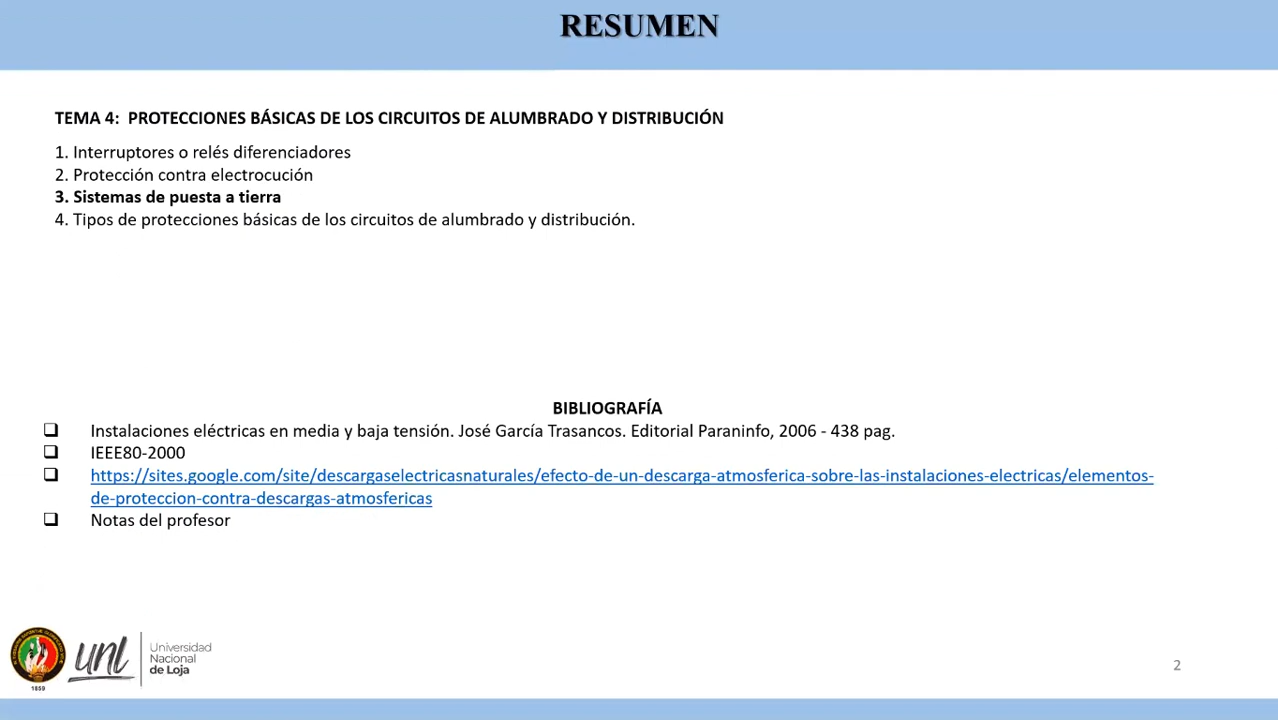 RESUMEN
TEMA 4: PROTECCIONES BÁSICAS DE LOS CIRCUITOS DE ALUMBRADO Y DISTRIBUCIÓN
1. Interruptores o relés diferenciadores
2. Protección contra electrocución
3. Sistemas de puesta a tierra
4. Tipos de protecciones básicas de los circuitos de alumbrado y distribución.
BIBLIOGRAFÍA
❑ Instalaciones eléctricas en media y baja tensión. José García Trasancos. Editorial Paraninfo, 2006 - 438 pag.
❑ IEEE80-2000
❑ https://sites.google.com/site/descargaselectricasnaturales/efecto-de-un-descarga-atmosferica-sobre-las-instalaciones-electricas/elementos-
de-proteccion-contra-descargas-atmosfericas
❑ Notas del profesor
1859
unl
Universidad
Nacional
de Loja
2